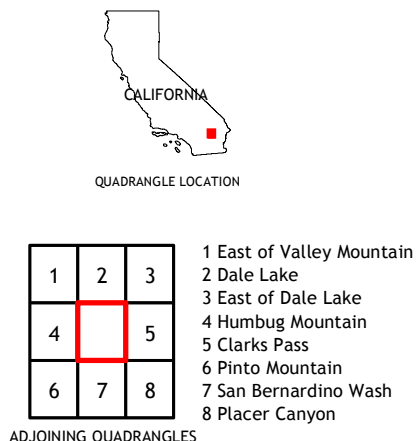 CALIFORNIA
QUADRANGLE LOCATION
1 2 3
4 5
6 7 8
1 East of Valley Mountain
2 Dale Lake
3 East of Dale Lake
4 Humbug Mountain
5 Clarks Pass
6 Pinto Mountain
7 San Bernardino Wash
8 Placer Canyon
ADJOINING QUADRANGLES